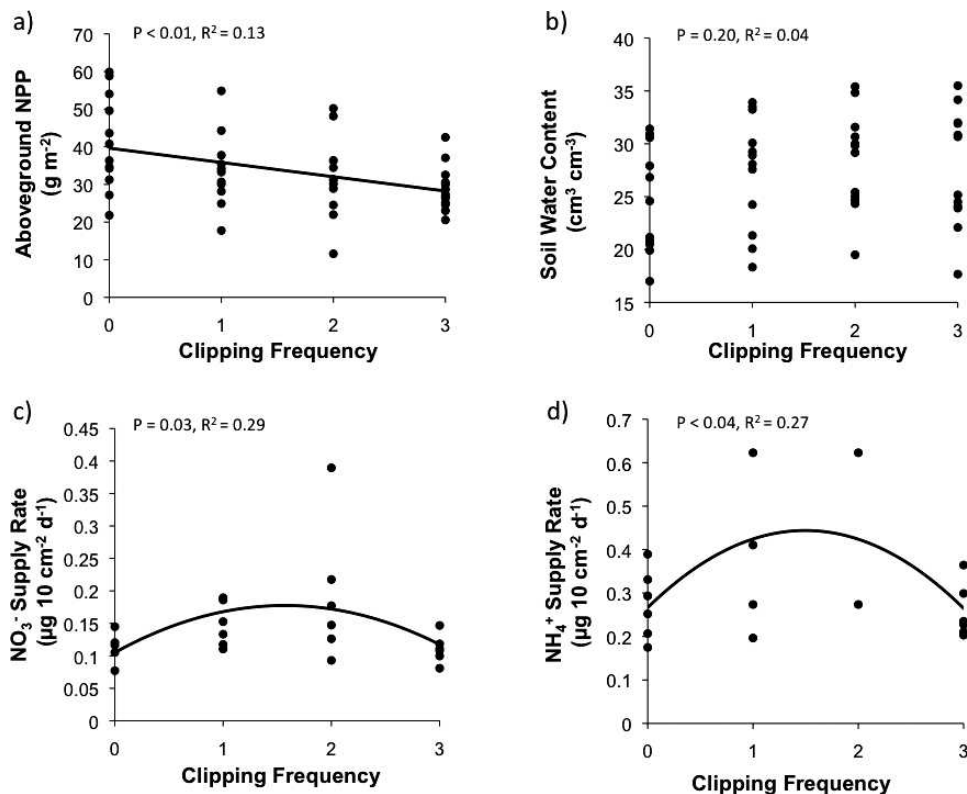 a)
P < 0.01, R² = 0.13
70
60
50
40
30
20
10
0
Aboveground NPP
(g m⁻²)
0 1 2 3
Clipping Frequency
b)
P = 0.20, R² = 0.04
40
35
30
25
20
15
Soil Water Content
(cm³ cm⁻³)
0 1 2 3
Clipping Frequency
c)
P = 0.03, R² = 0.29
0.45
0.4
0.35
0.3
0.25
0.2
0.15
0.1
0.05
0
NO₃⁻ Supply Rate
(µg 10 cm⁻² d⁻¹)
0 1 2 3
Clipping Frequency
d)
P < 0.04, R² = 0.27
0.7
0.6
0.5
0.4
0.3
0.2
0.1
0
NH₄⁺ Supply Rate
(µg 10 cm⁻² d⁻¹)
0 1 2 3
Clipping Frequency